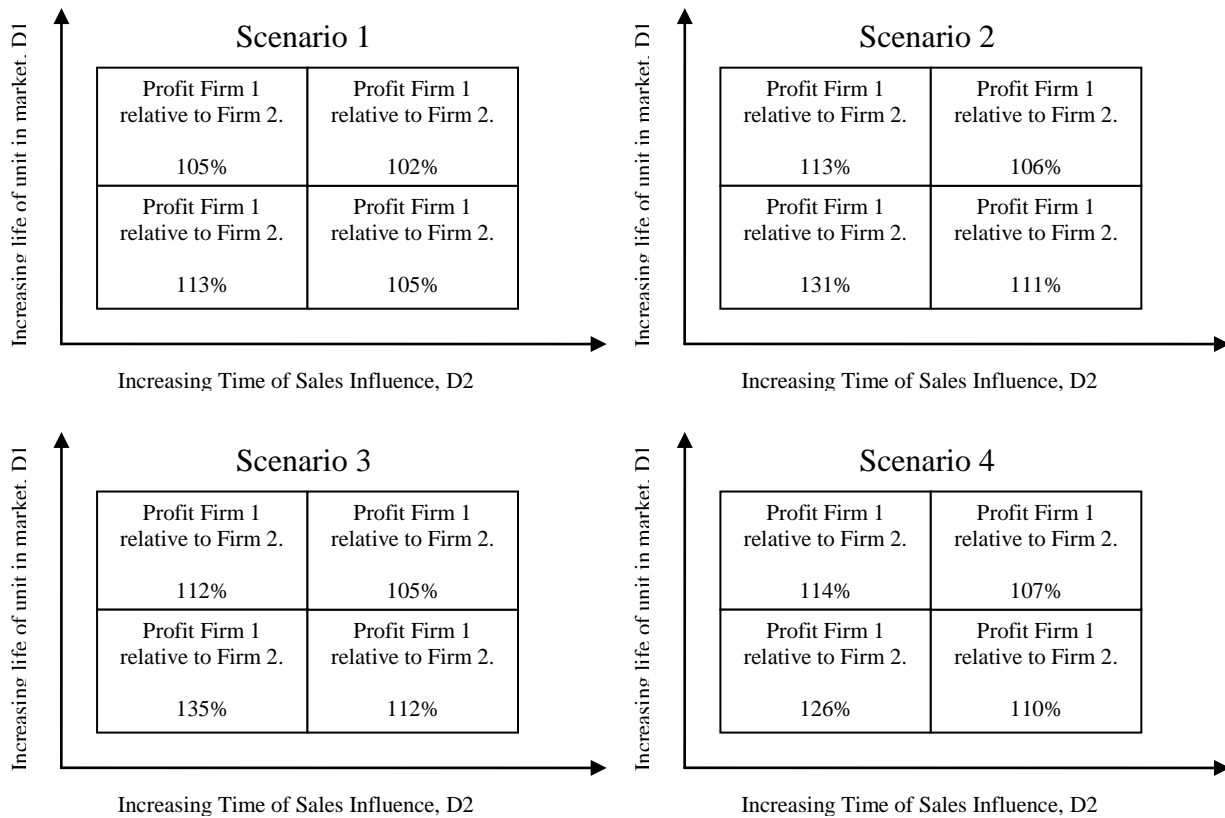 Scenario 1
Increasing life of unit in market, D1
Profit Firm 1
relative to Firm 2.
105%
Profit Firm 1
relative to Firm 2.
102%
Profit Firm 1
relative to Firm 2.
113%
Profit Firm 1
relative to Firm 2.
105%
Increasing Time of Sales Influence, D2
Scenario 2
Increasing life of unit in market, D1
Profit Firm 1
relative to Firm 2.
113%
Profit Firm 1
relative to Firm 2.
106%
Profit Firm 1
relative to Firm 2.
131%
Profit Firm 1
relative to Firm 2.
111%
Increasing Time of Sales Influence, D2
Scenario 3
Increasing life of unit in market, D1
Profit Firm 1
relative to Firm 2.
112%
Profit Firm 1
relative to Firm 2.
105%
Profit Firm 1
relative to Firm 2.
135%
Profit Firm 1
relative to Firm 2.
112%
Increasing Time of Sales Influence, D2
Scenario 4
Increasing life of unit in market, D1
Profit Firm 1
relative to Firm 2.
114%
Profit Firm 1
relative to Firm 2.
107%
Profit Firm 1
relative to Firm 2.
126%
Profit Firm 1
relative to Firm 2.
110%
Increasing Time of Sales Influence, D2